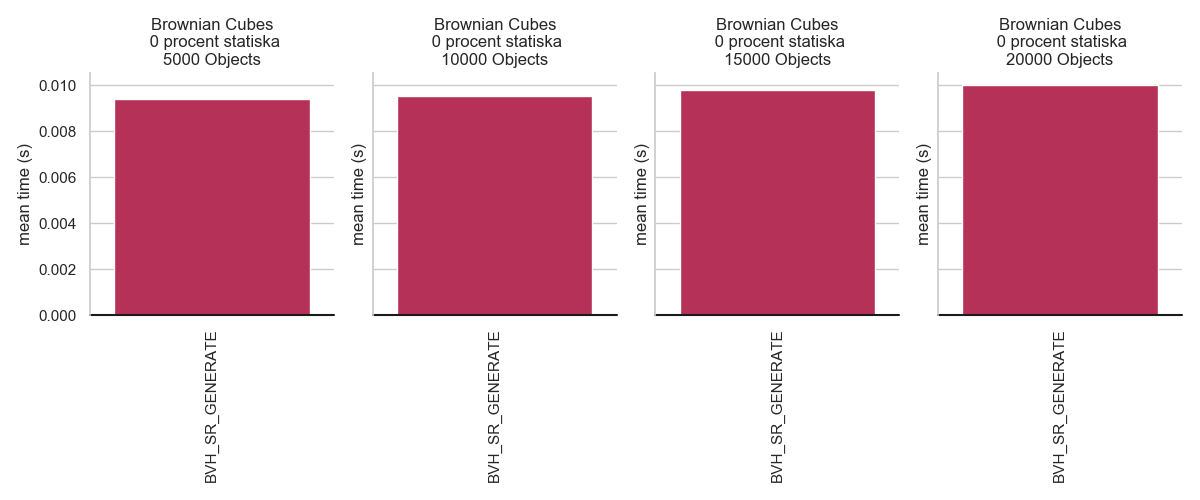 Brownian Cubes
0 procent statiska
5000 Objects
mean time (s)
0.010
0.008
0.006
0.004
0.002
0.000
BVH_SR_GENERATE
Brownian Cubes
0 procent statiska
10000 Objects
mean time (s)
BVH_SR_GENERATE
Brownian Cubes
0 procent statiska
15000 Objects
mean time (s)
BVH_SR_GENERATE
Brownian Cubes
0 procent statiska
20000 Objects
mean time (s)
BVH_SR_GENERATE